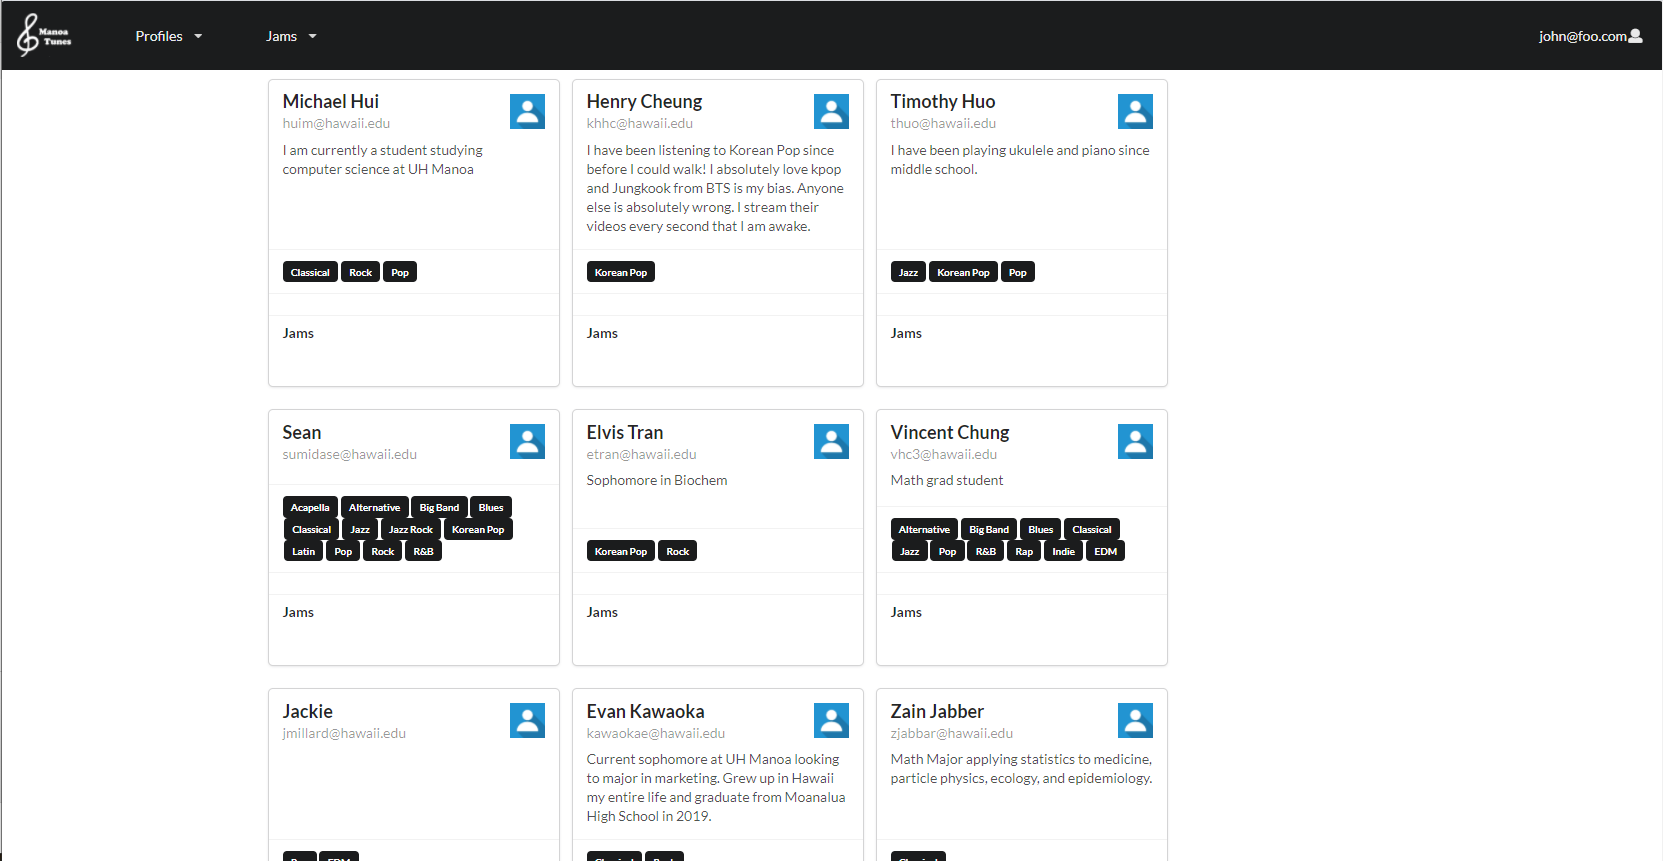 Manoa
Tunes
Profiles
Jams
john@foo.com
Michael Hui
huim@hawaii.edu
I am currently a student studying
computer science at UH Manoa
Classical Rock Pop
Jams
Henry Cheung
khhc@hawaii.edu
I have been listening to Korean Pop since
before I could walk! I absolutely love kpop
and Jungkook from BTS is my bias. Anyone
else is absolutely wrong. I stream their
videos every second that I am awake.
Korean Pop
Jams
Timothy Huo
thuo@hawaii.edu
I have been playing ukulele and piano since
middle school.
Jazz Korean Pop Pop
Jams
Sean
sumidase@hawaii.edu
Acapella Alternative Big Band Blues
Classical Jazz Jazz Rock Korean Pop
Latin Pop Rock R&B
Jams
Elvis Tran
etran@hawaii.edu
Sophomore in Biochem
Korean Pop Rock
Jams
Vincent Chung
vhc3@hawaii.edu
Math grad student
Alternative Big Band Blues Classical
Jazz Pop R&B Rap Indie EDM
Jams
Jackie
jmillard@hawaii.edu
EDM
Evan Kawaoka
kawaokae@hawaii.edu
Current sophomore at UH Manoa looking
to major in marketing. Grew up in Hawaii
my entire life and graduate from Moanalua
High School in 2019.
Classical
Zain Jabber
zjabbar@hawaii.edu
Math Major applying statistics to medicine,
particle physics, ecology, and epidemiology.
Classical